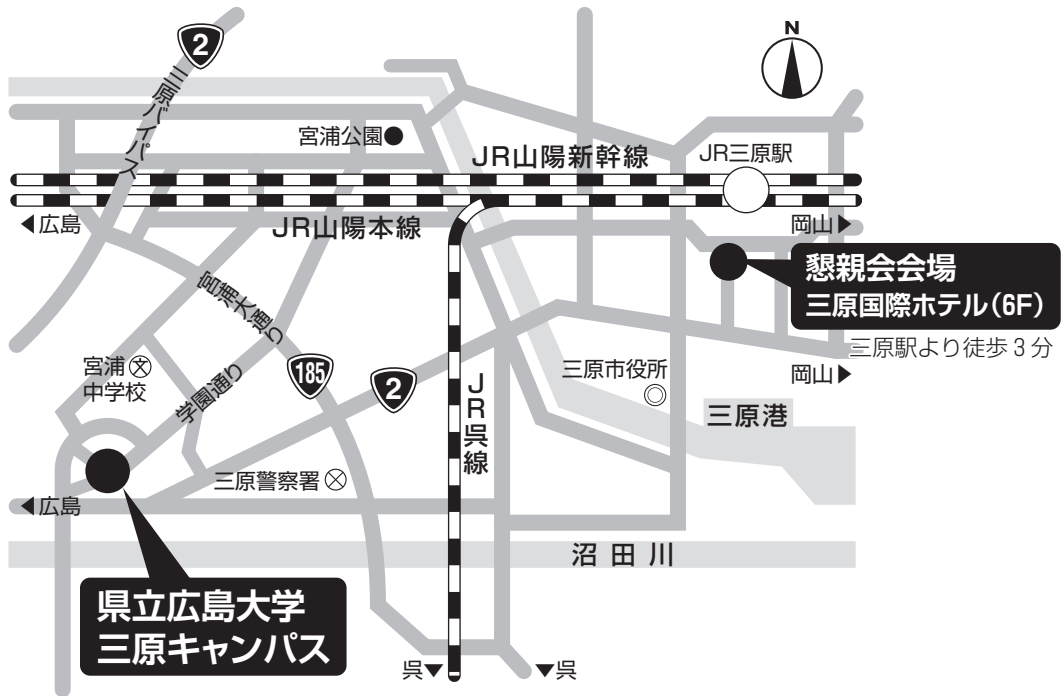 N
2
三原バイパス
宮浦公園
JR山陽新幹線
JR三原駅
◀広島
JR山陽本線
岡山▶
懇親会会場
三原国際ホテル(6F)
三原駅より徒歩3分
宮浦大通り
宮浦
中学校
文
学園通り
185
2
JR呉線
三原市役所
岡山▶
三原港
三原警察署
◀広島
沼田川
県立広島大学
三原キャンパス
呉▼
▼呉